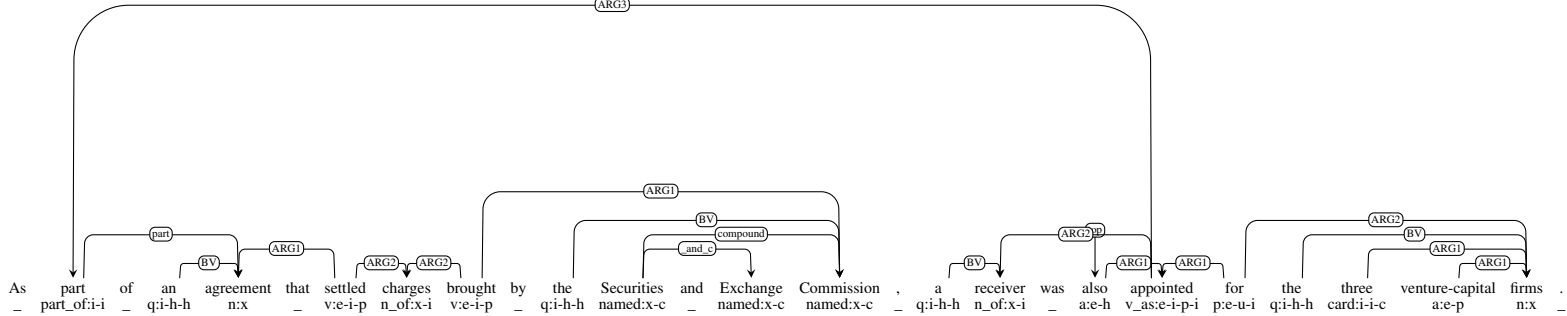 ARG3
ARG1
BV
ARG2
part
compound
ARG2
BV
ARG1
_and_c
ARG1
BV
ARG2
ARG2
BV
ARG1
ARG1
ARG1
As part of an agreement that settled charges brought by the Securities and Exchange Commission , a receiver was also appointed for the three venture-capital firms .
_ part_of:i-i _ q:i-h-h n:x _ v:e-i-p n_of:x-i v:e-i-p _ q:i-h-h named:x-c _ named:x-c named:x-c _ q:i-h-h n_of:x-i _ a:e-h v_as:e-i-p-i p:e-u-i q:i-h-h card:i-i-c a:e-p n:x _